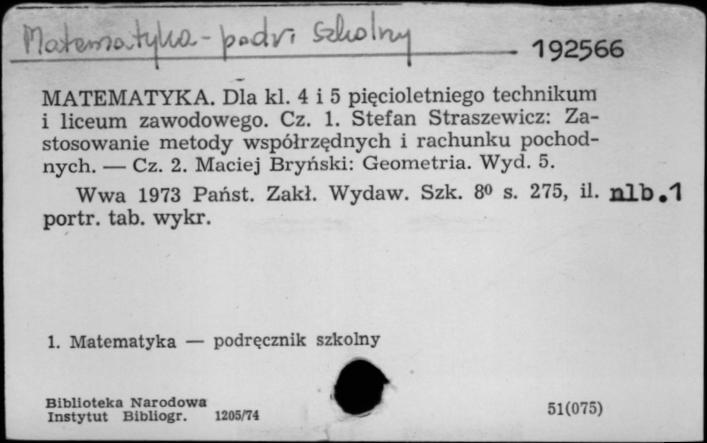 Matematyka - podr. szkolny
192566
MATEMATYKA. Dla kl. 4 i 5 pięcioletniego technikum
i liceum zawodowego. Cz. 1. Stefan Straszewicz: Za-
stosowanie metody współrzędnych i rachunku pochod-
nych. — Cz. 2. Maciej Bryński: Geometria. Wyd. 5.
Wwa 1973 Państ. Zakł. Wydaw. Szk. 8⁰ s. 275, il. nlb.1
portr. tab. wykr.
1. Matematyka — podręcznik szkolny
Biblioteka Narodowa
Instytut Bibliogr. 1205/74
51(075)